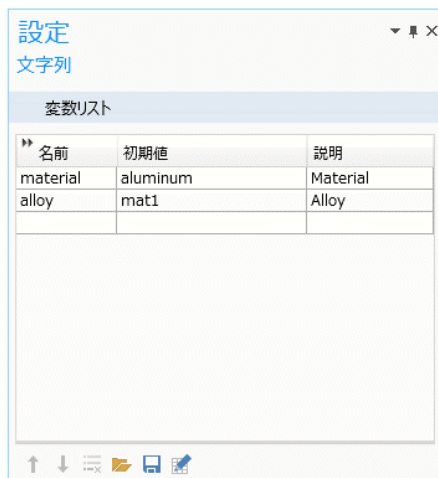 設定
文字列
変数リスト
名前 初期値 説明
material aluminum Material
alloy mat1 Alloy